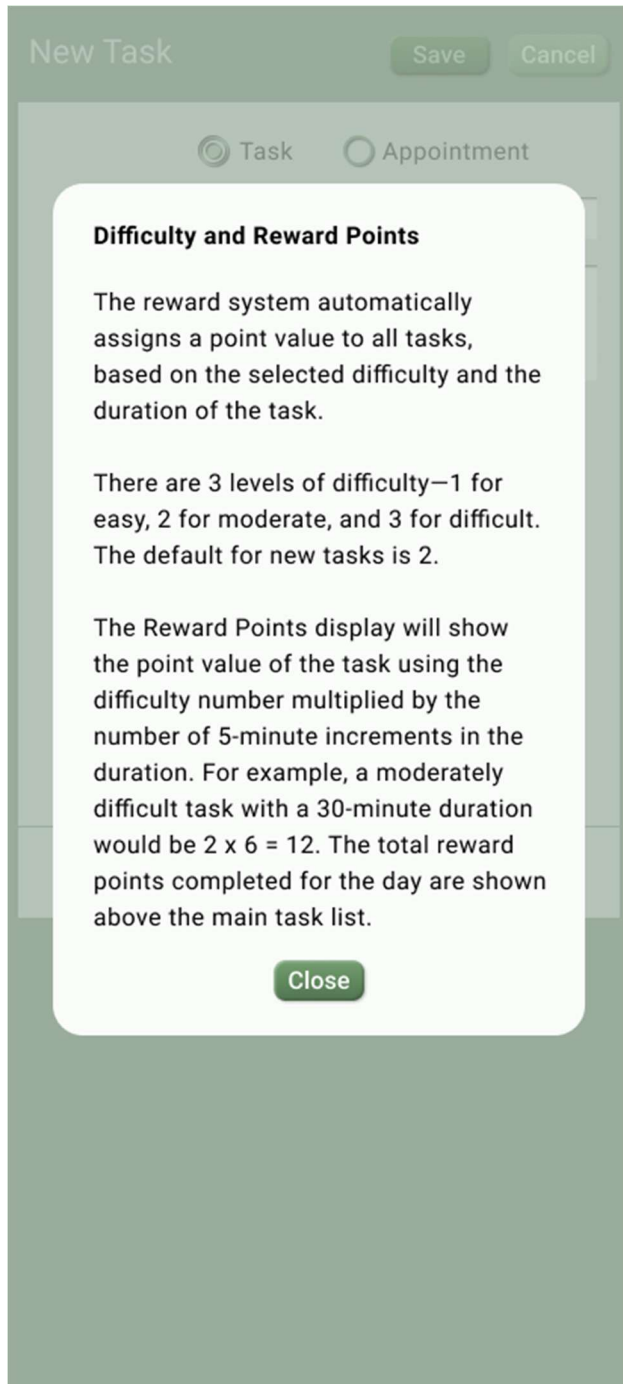 New Task
Save
Cancel
Task
Appointment
Difficulty and Reward Points
The reward system automatically
assigns a point value to all tasks,
based on the selected difficulty and the
duration of the task.
There are 3 levels of difficulty—1 for
easy, 2 for moderate, and 3 for difficult.
The default for new tasks is 2.
The Reward Points display will show
the point value of the task using the
difficulty number multiplied by the
number of 5-minute increments in the
duration. For example, a moderately
difficult task with a 30-minute duration
would be 2 x 6 = 12. The total reward
points completed for the day are shown
above the main task list.
Close